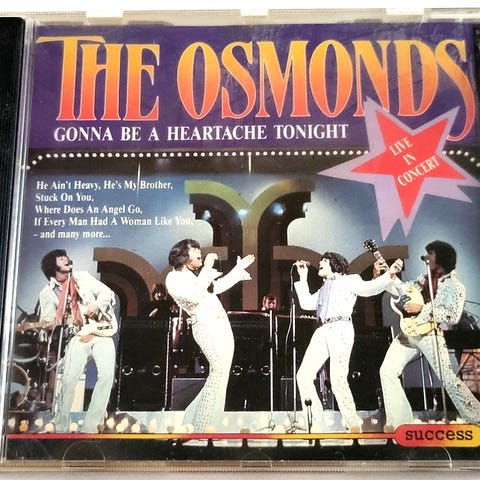 THE OSMONDS
GONNA BE A HEARTACHE TONIGHT
LIVE IN
CONCERT
He Ain't Heavy, He's My Brother,
Stuck On You,
Where Does An Angel Go,
If Every Man Had A Woman Like You,
- and many more...
success